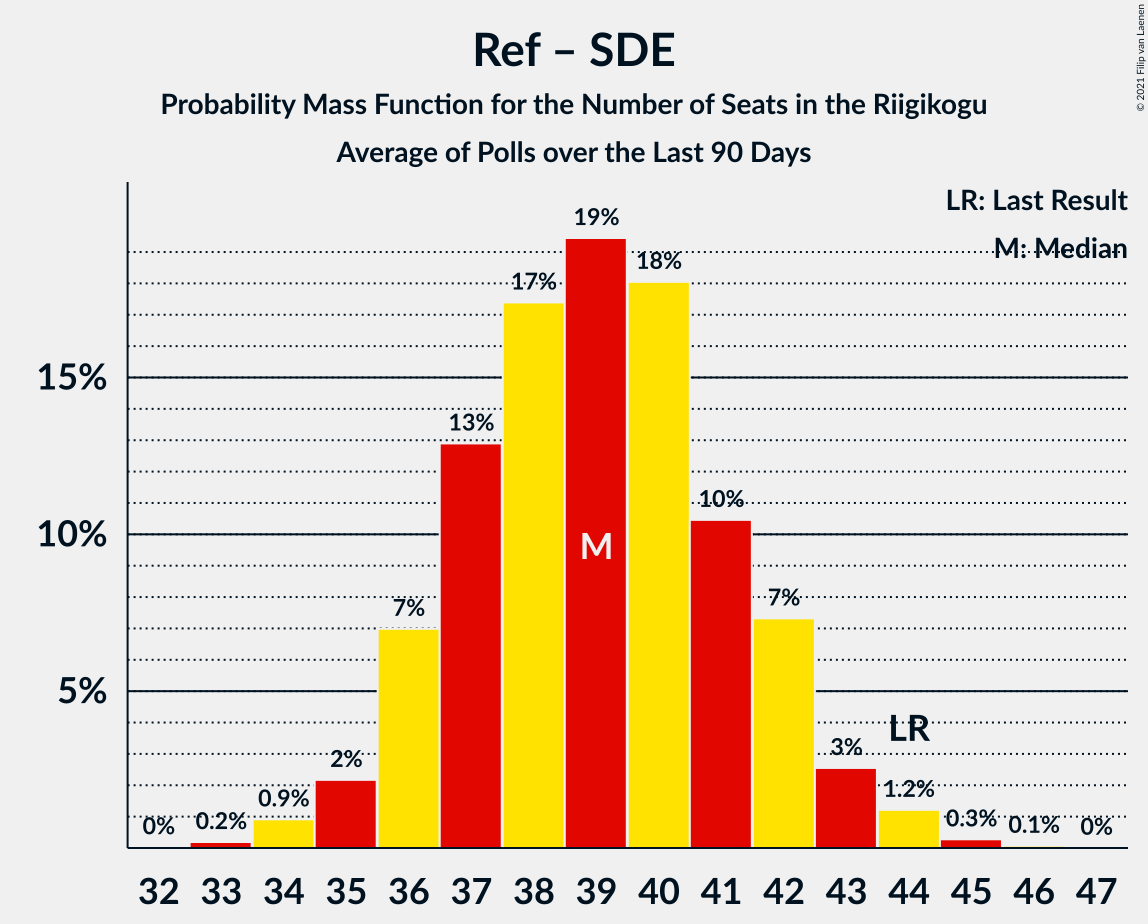 Ref – SDE
Probability Mass Function for the Number of Seats in the Riigikogu
Average of Polls over the Last 90 Days
© 2021 Filip van Laenen
LR: Last Result
M: Median
15%
10%
5%
0%
0.2%
0.9%
2%
7%
13%
17%
19%
18%
10%
7%
3%
1.2%
0.3%
0.1%
0%
M
LR
32 33 34 35 36 37 38 39 40 41 42 43 44 45 46 47